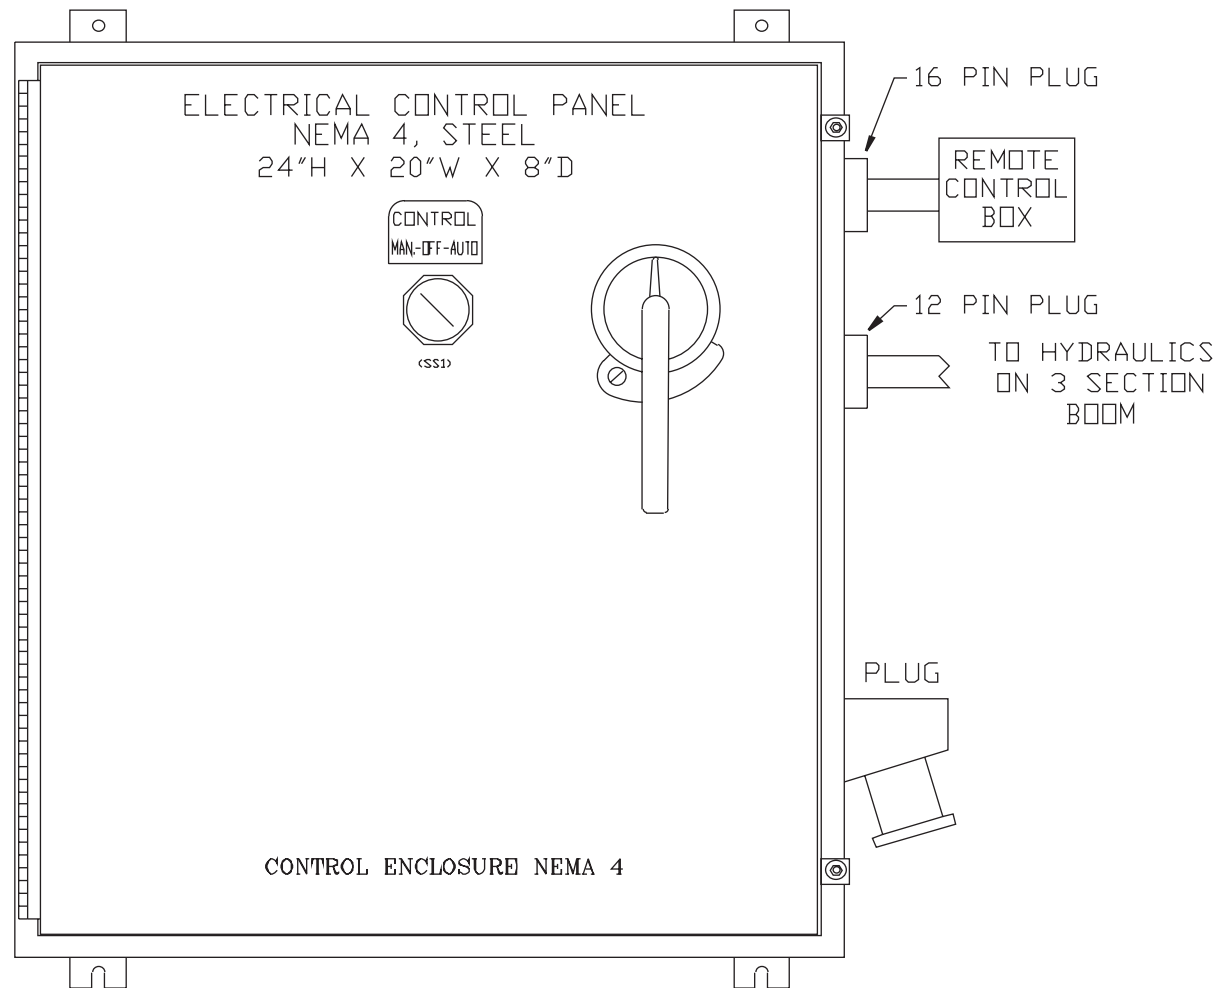 ELECTRICAL CONTROL PANEL
NEMA 4, STEEL
24"H X 20"W X 8"D
CONTROL
MAN.-OFF-AUTO
(SS1)
16 PIN PLUG
REMOTE
CONTROL
BOX
12 PIN PLUG
TO HYDRAULICS
ON 3 SECTION
BOOM
PLUG
CONTROL ENCLOSURE NEMA 4